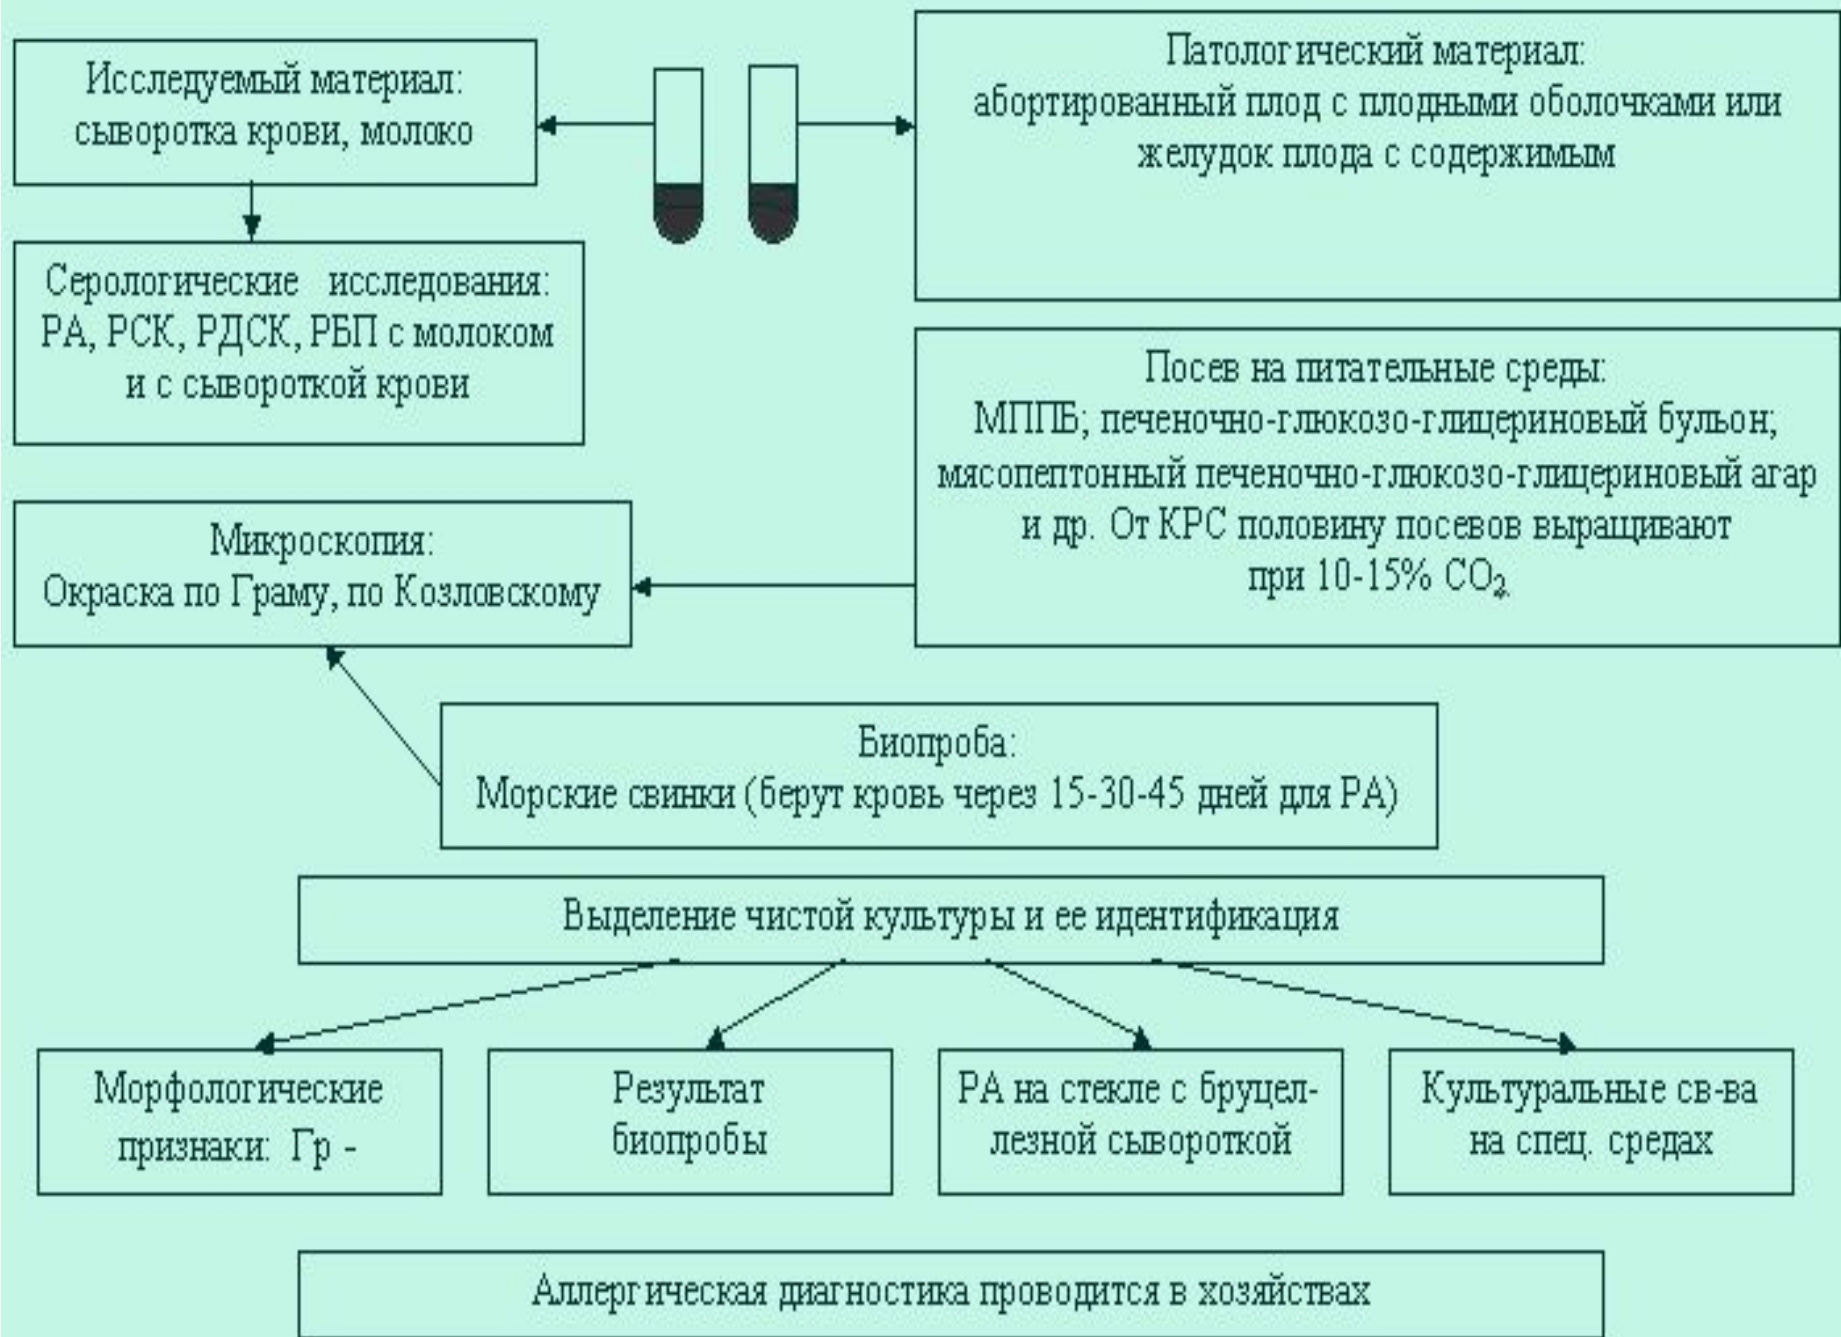 Исследуемый материал:
сыворотка крови, молоко
Патологический материал:
абортированный плод с плодными оболочками или
желудок плода с содержимым
Серологические исследования:
РА, РСК, РДСК, РБП с молоком
и с сывороткой крови
Посев на питательные среды:
МППБ; печеночно-глюкозо-глицериновый бульон;
мясопептонный печеночно-глюкозо-глицериновый агар
и др. От КРС половину посевов выращивают
при 10-15% CO₂
Микроскопия:
Окраска по Граму, по Козловскому
Биопроба:
Морские свинки (берут кровь через 15-30-45 дней для РА)
Выделение чистой культуры и ее идентификация
Морфологические
признаки: Гр -
Результат
биопробы
РА на стекле с бруцел-
лезной сывороткой
Культуральные св-ва
на спец. средах
Аллергическая диагностика проводится в хозяйствах